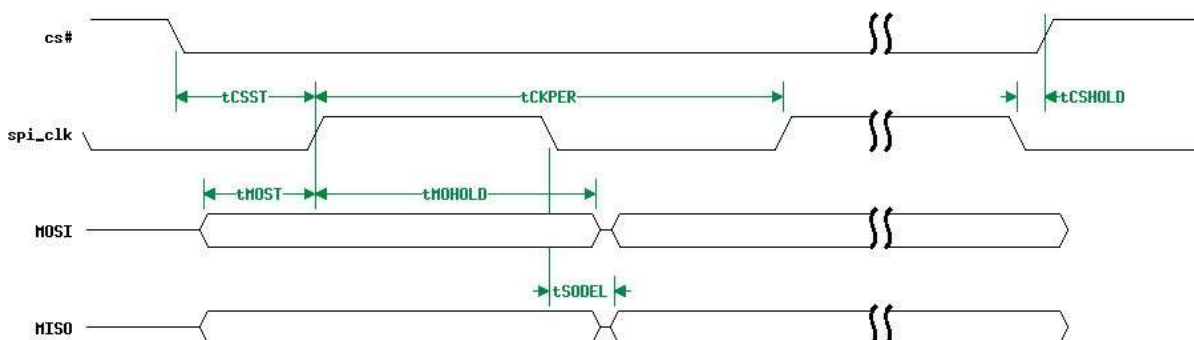 cs#
tCSST tCKPER tCSHOLD
spi_clk
tMOST tMOHOLD
MOSI
tSODEL
MISO